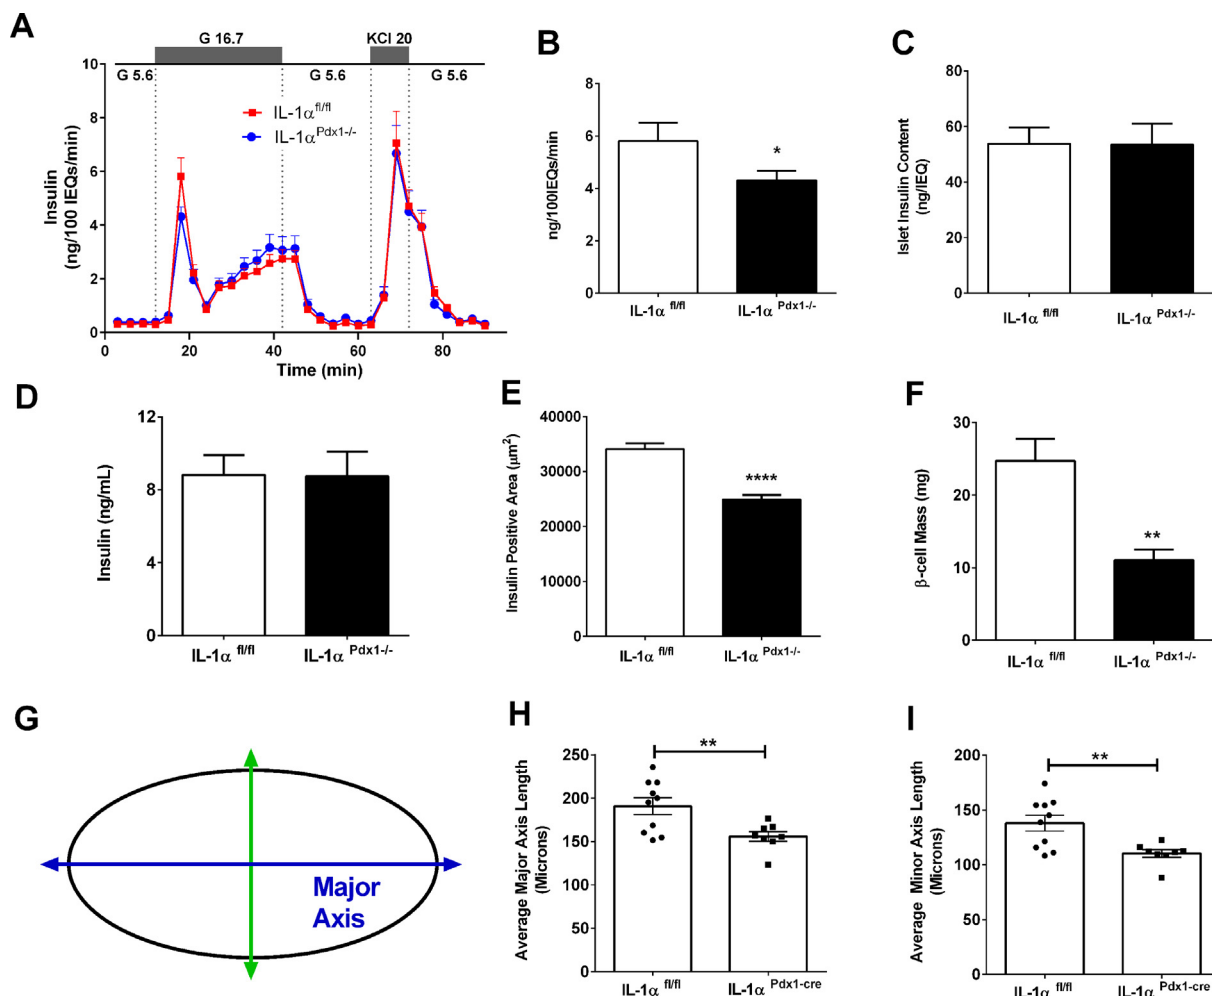 A
G 16.7
KCl 20
G 5.6
G 5.6
G 5.6
IL-1α fl/fl
IL-1α Pdx1-/-
Insulin
(ng/100 IEQs/min)
10
8
6
4
2
0
0
20
40
60
80
Time (min)
B
ng/100IEQs/min
8
6
4
2
0
*
IL-1α fl/fl
IL-1α Pdx1-/-
C
Islet Insulin Content
(ng/IEQ)
80
60
40
20
0
IL-1α fl/fl
IL-1α Pdx1-/-
D
Insulin (ng/mL)
12
9
6
3
0
IL-1α fl/fl
IL-1α Pdx1-/-
E
Insulin Positive Area (μm²)
40000
30000
20000
10000
0
****
IL-1α fl/fl
IL-1α Pdx1-/-
F
β-cell Mass (mg)
30
20
10
0
**
IL-1α fl/fl
IL-1α Pdx1-/-
G
Major
Axis
H
Average Major Axis Length
(Microns)
250
200
150
100
50
0
**
IL-1α fl/fl
IL-1α Pdx1-cre
I
Average Minor Axis Length
(Microns)
200
150
100
50
0
**
IL-1α fl/fl
IL-1α Pdx1-cre